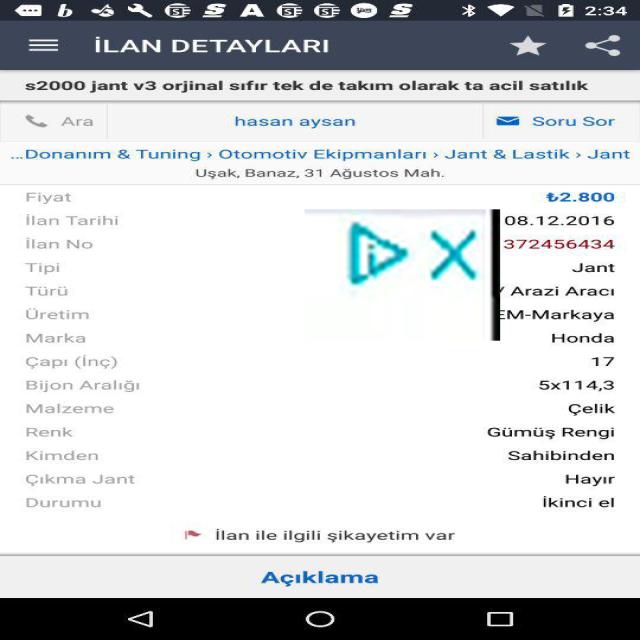 2:34
İLAN DETAYLARI
s2000 jant v3 orjinal sıfır tek de takım olarak ta acil satılık
Ara
hasan aysan
Soru Sor
...Donanım & Tuning › Otomotiv Ekipmanları › Jant & Lastik › Jant
Uşak, Banaz, 31 Ağustos Mah.
Fiyat ₺2.800
İlan Tarihi 08.12.2016
İlan No 372456434
Tipi Jant
Türü / Arazi Aracı
Üretim EM-Markaya
Marka Honda
Çapı (İnç) 17
Bijon Aralığı 5x114,3
Malzeme Çelik
Renk Gümüş Rengi
Kimden Sahibinden
Çıkma Jant Hayır
Durumu İkinci el
İlan ile ilgili şikayetim var
Açıklama